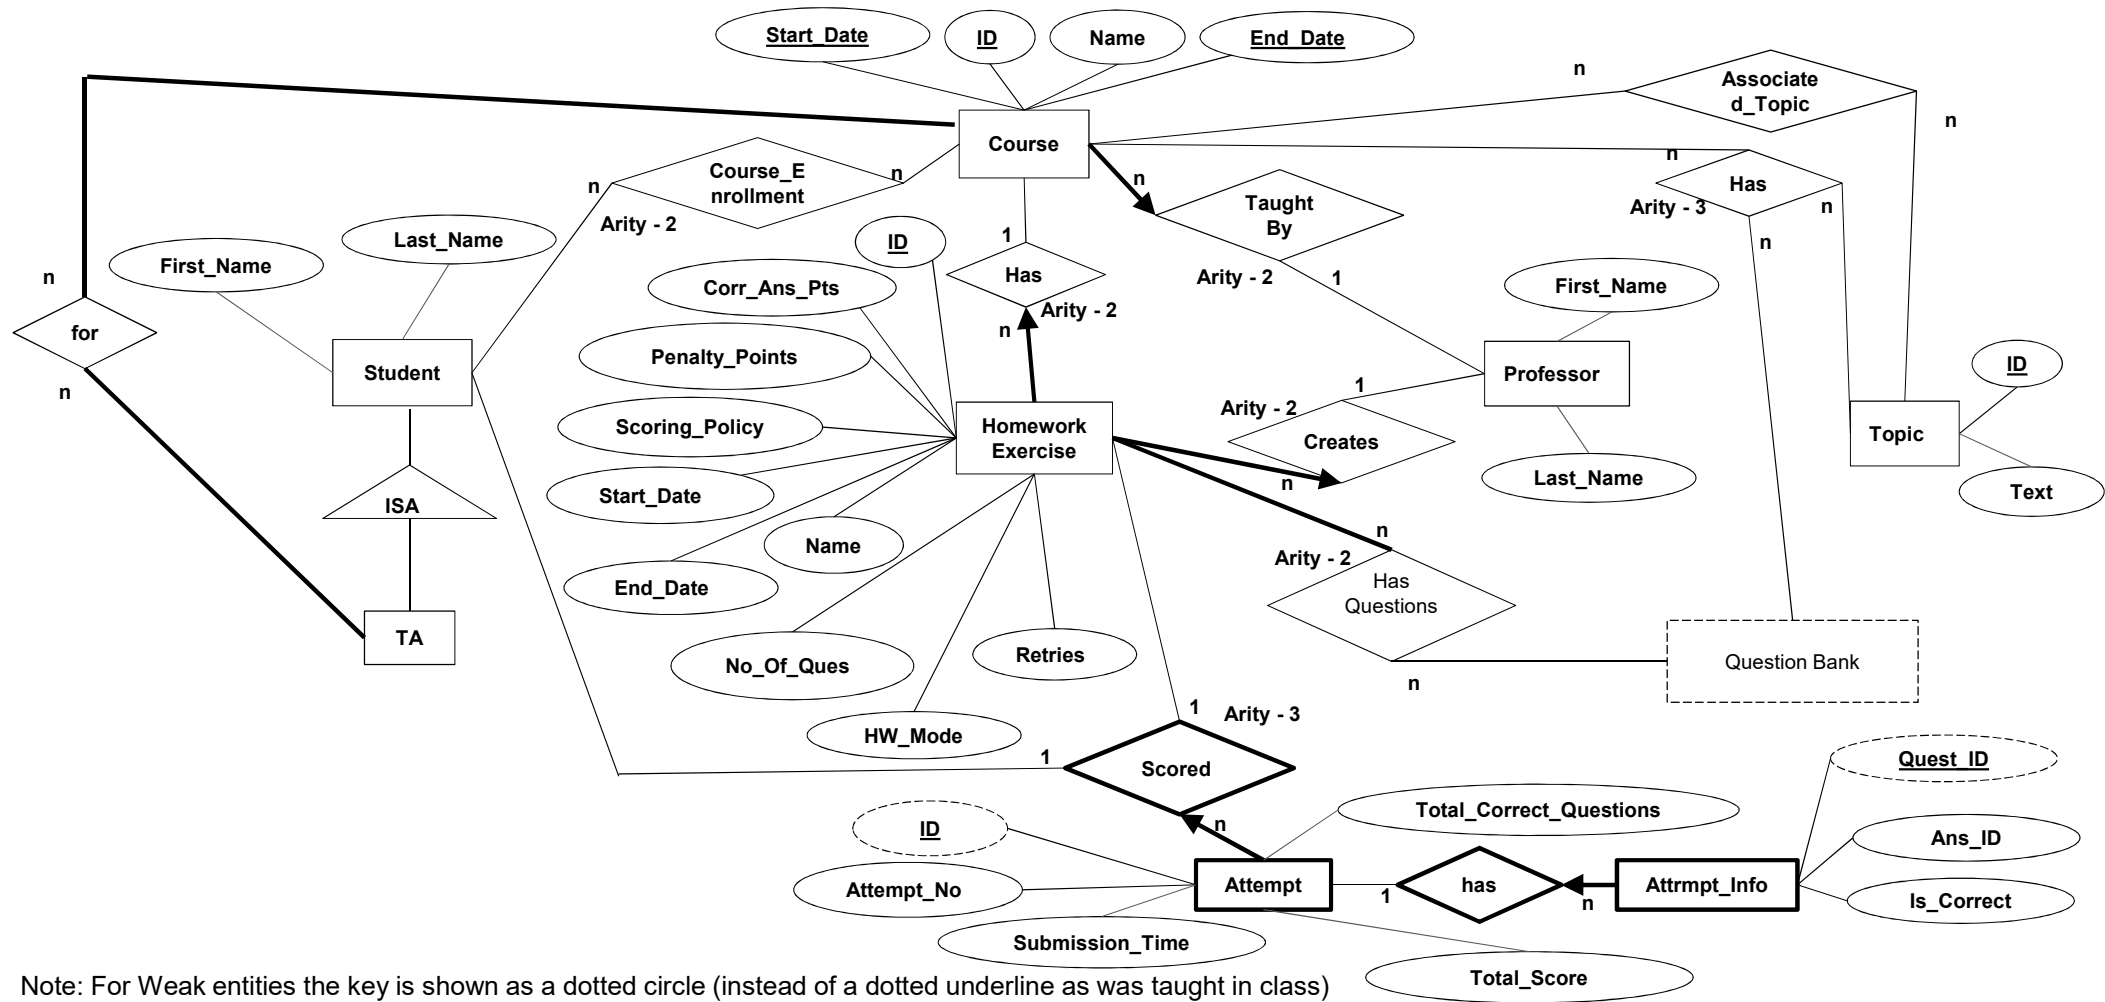 Start_Date
ID
Name
End_Date
n
Associate
d_Topic
n
Course
Course_E
nrollment
n
n
Arity - 2
n
Taught
By
n
Has
Arity - 3
n
n
Last_Name
First_Name
ID
1
Has
Arity - 2
n
Arity - 2
1
First_Name
n
for
n
Corr_Ans_Pts
Penalty_Points
Student
Professor
ID
Scoring_Policy
Homework
Exercise
1
Arity - 2
Creates
n
Topic
Last_Name
Text
Start_Date
ISA
Name
End_Date
n
Arity - 2
Has
Questions
n
TA
No_Of_Ques
Retries
Question Bank
HW_Mode
1
Arity - 3
1
Scored
n
Quest_ID
Total_Correct_Questions
ID
Ans_ID
Attempt_No
Attempt
1
has
n
Attrmpt_Info
Is_Correct
Submission_Time
Total_Score
Note: For Weak entities the key is shown as a dotted circle (instead of a dotted underline as was taught in class)